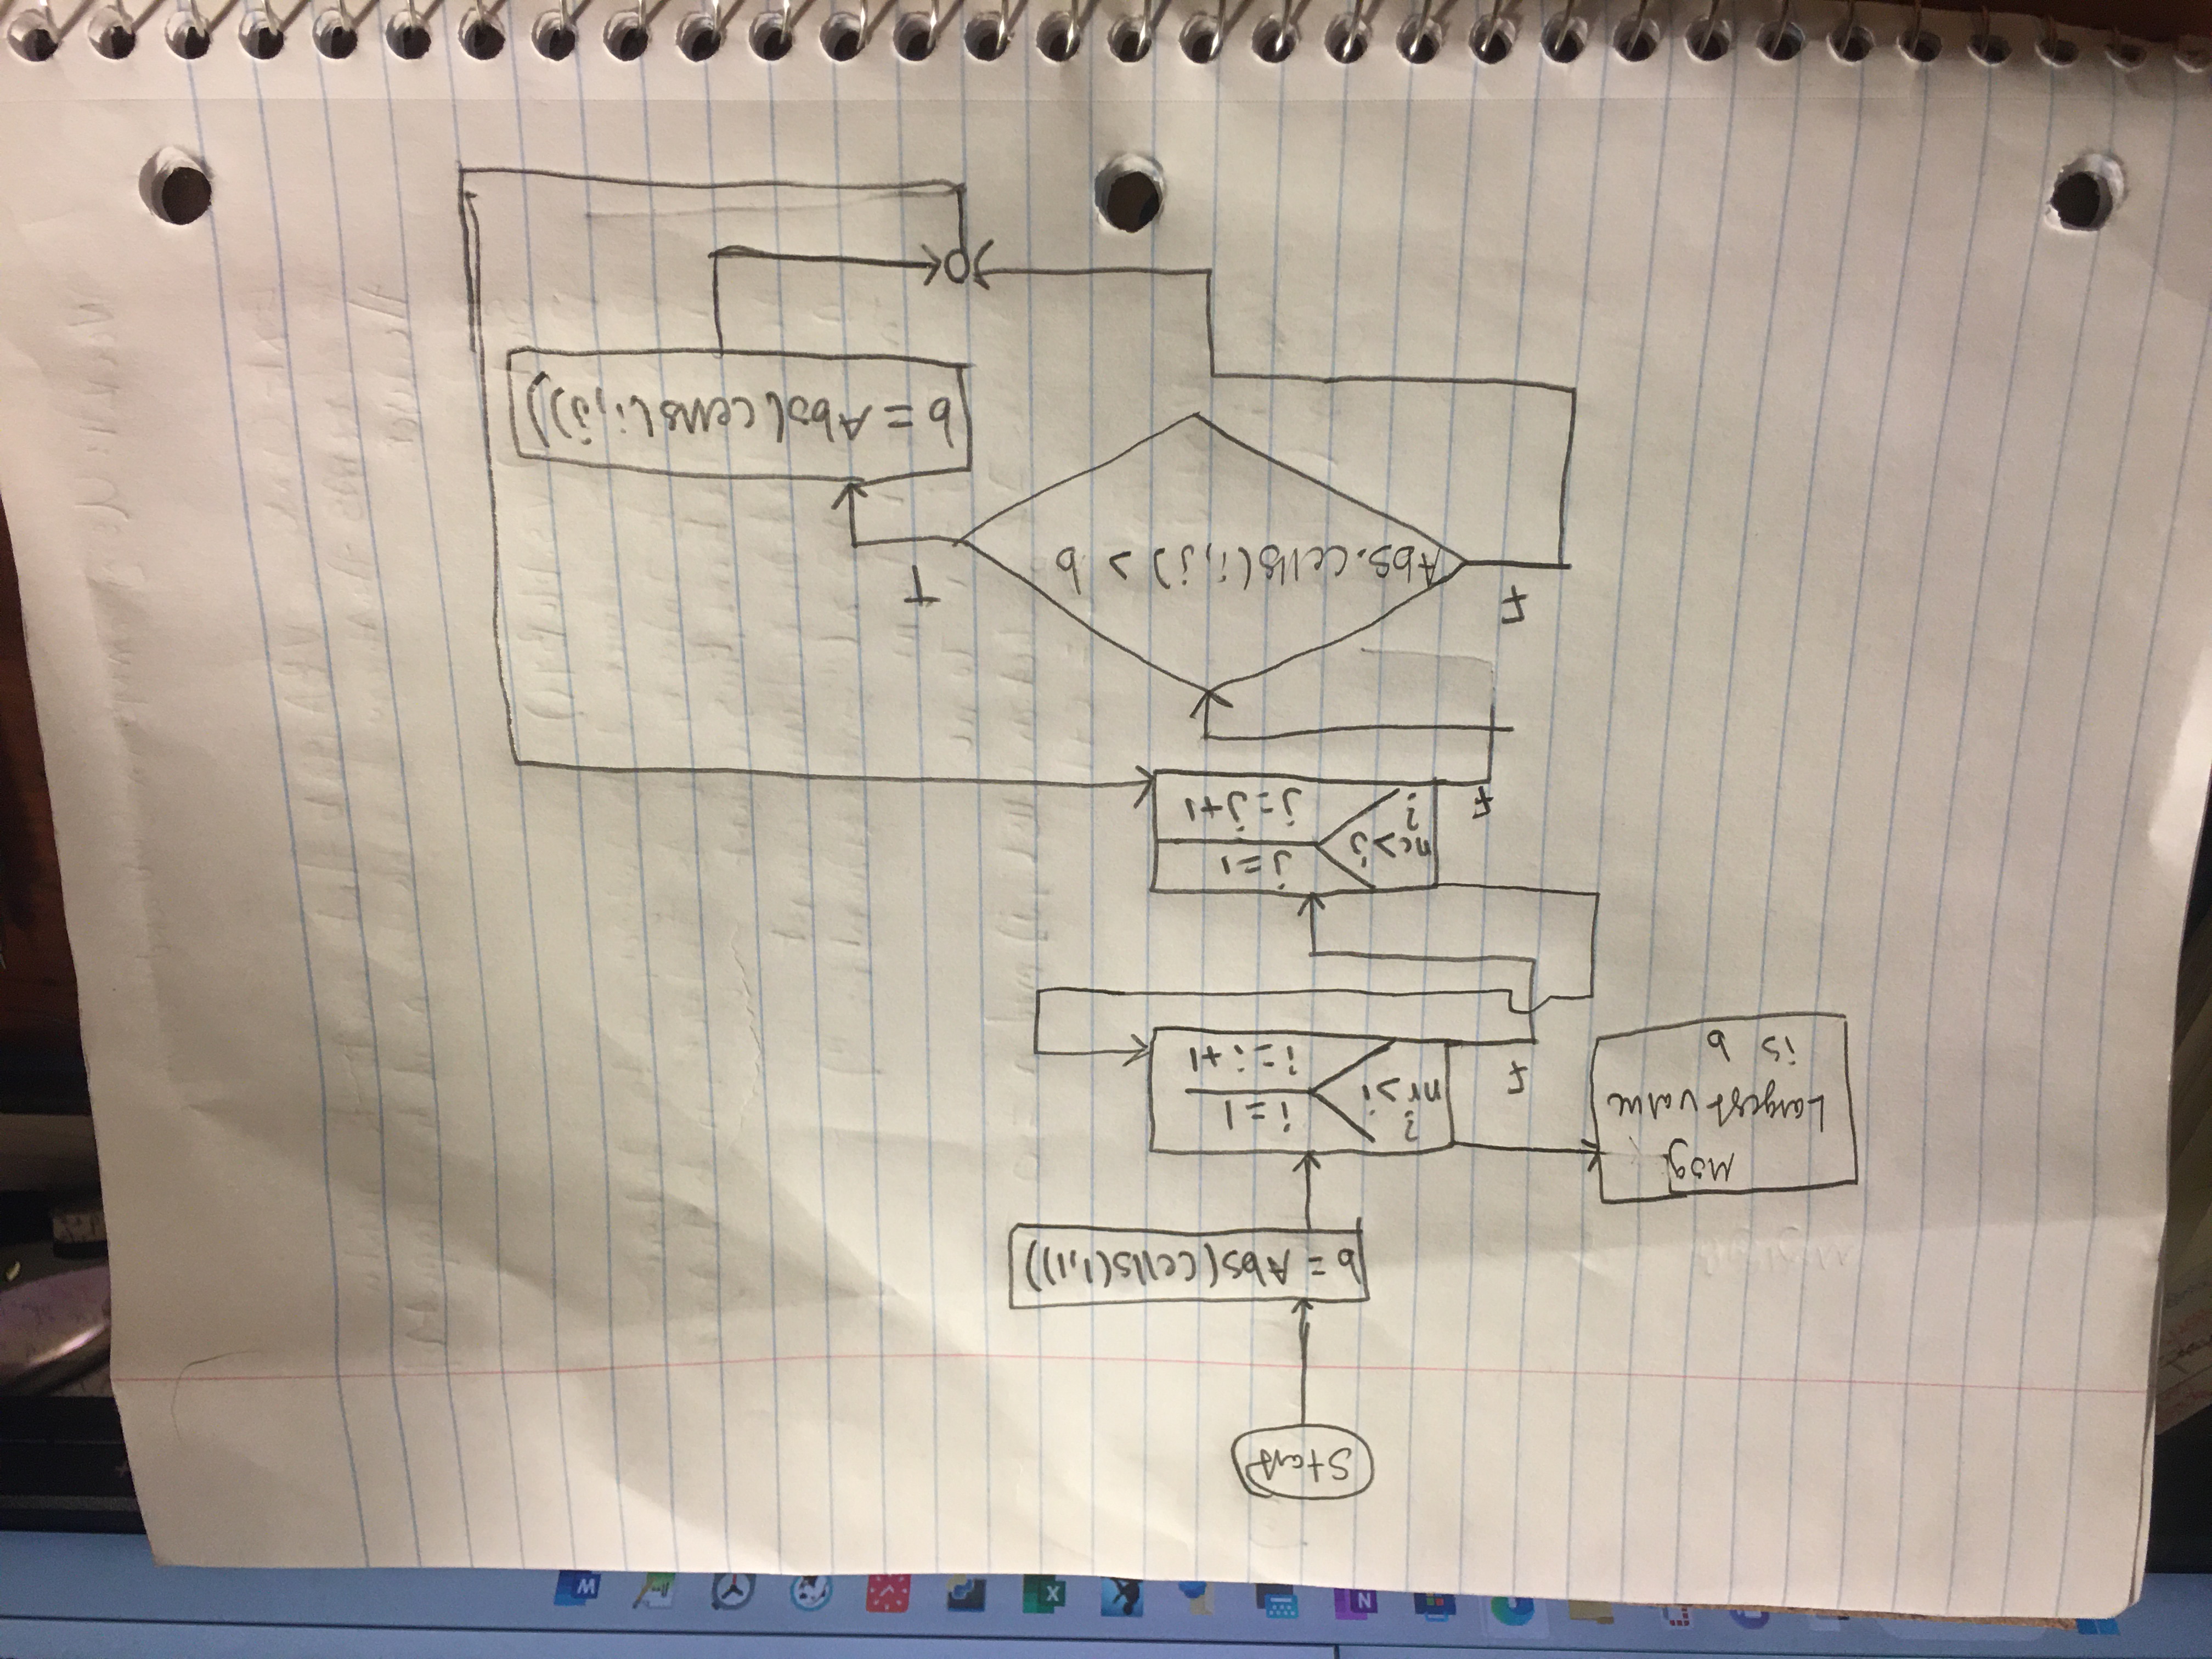 Start
b = Abs(cells(1,1))
Msg
Largest value
is b
?
nr>i
i=1
i=i+1
F
nc>j
?
j=1
j=j+1
F
Abs.cells(i,j) > b
F
T
b = Abs(cells(i,j))
N
X
W